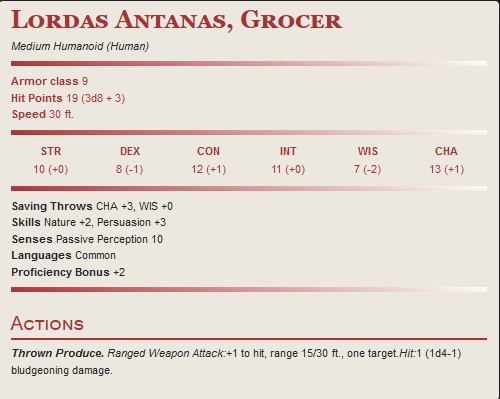 Lordas Antanas, Grocer
Medium Humanoid (Human)
Armor class 9
Hit Points 19 (3d8 + 3)
Speed 30 ft.
STR DEX CON INT WIS CHA
10 (+0) 8 (-1) 12 (+1) 11 (+0) 7 (-2) 13 (+1)
Saving Throws CHA +3, WIS +0
Skills Nature +2, Persuasion +3
Senses Passive Perception 10
Languages Common
Proficiency Bonus +2
Actions
Thrown Produce. Ranged Weapon Attack:+1 to hit, range 15/30 ft., one target.Hit:1 (1d4-1)
bludgeoning damage.